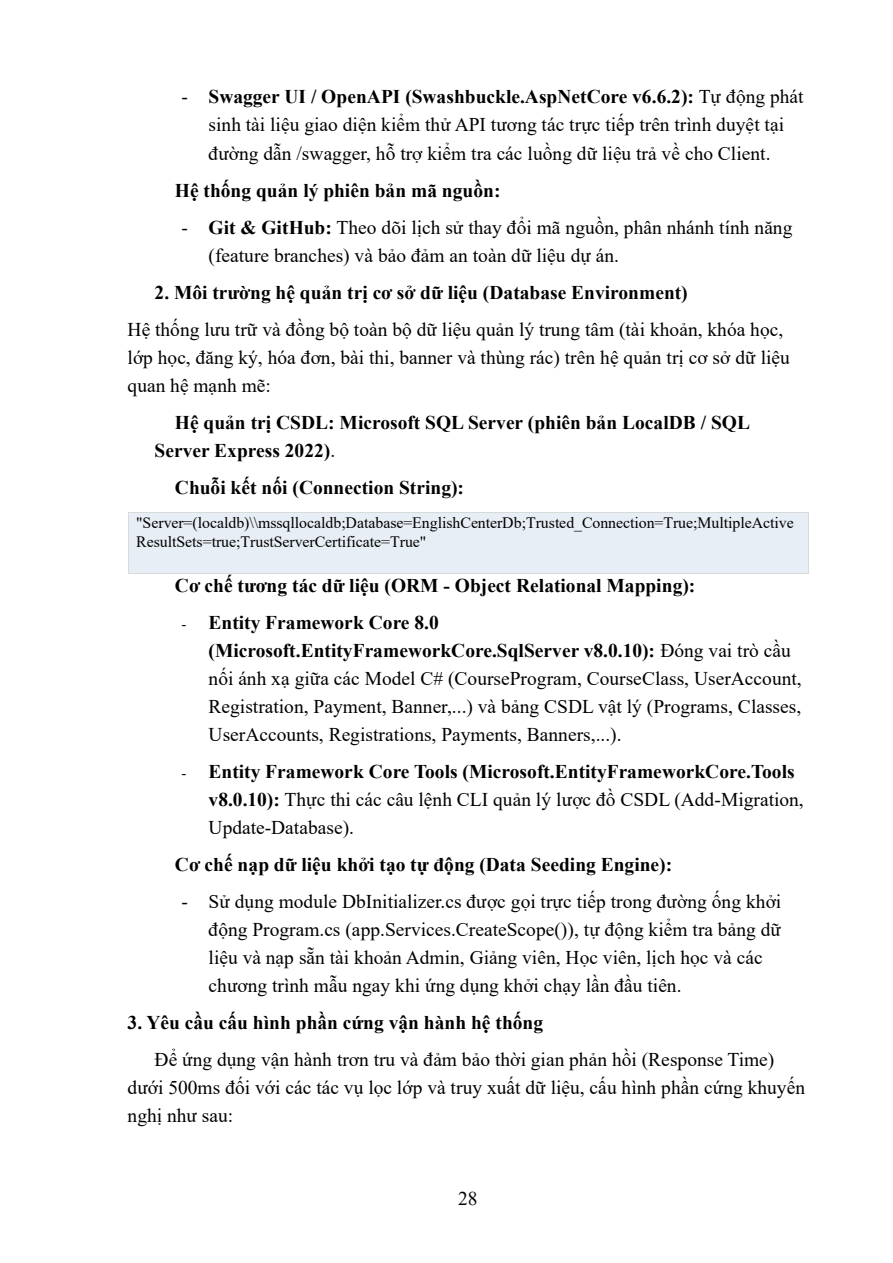 - Swagger UI / OpenAPI (Swashbuckle.AspNetCore v6.6.2): Tự động phát
sinh tài liệu giao diện kiểm thử API tương tác trực tiếp trên trình duyệt tại
đường dẫn /swagger, hỗ trợ kiểm tra các luồng dữ liệu trả về cho Client.
Hệ thống quản lý phiên bản mã nguồn:
- Git & GitHub: Theo dõi lịch sử thay đổi mã nguồn, phân nhánh tính năng
(feature branches) và bảo đảm an toàn dữ liệu dự án.
2. Môi trường hệ quản trị cơ sở dữ liệu (Database Environment)
Hệ thống lưu trữ và đồng bộ toàn bộ dữ liệu quản lý trung tâm (tài khoản, khóa học,
lớp học, đăng ký, hóa đơn, bài thi, banner và thùng rác) trên hệ quản trị cơ sở dữ liệu
quan hệ mạnh mẽ:
Hệ quản trị CSDL: Microsoft SQL Server (phiên bản LocalDB / SQL
Server Express 2022).
Chuỗi kết nối (Connection String):
"Server=(localdb)\\mssqllocaldb;Database=EnglishCenterDb;Trusted_Connection=True;MultipleActive
ResultSets=true;TrustServerCertificate=True"
Cơ chế tương tác dữ liệu (ORM - Object Relational Mapping):
- Entity Framework Core 8.0
(Microsoft.EntityFrameworkCore.SqlServer v8.0.10): Đóng vai trò cầu
nối ánh xạ giữa các Model C# (CourseProgram, CourseClass, UserAccount,
Registration, Payment, Banner,...) và bảng CSDL vật lý (Programs, Classes,
UserAccounts, Registrations, Payments, Banners,...).
- Entity Framework Core Tools (Microsoft.EntityFrameworkCore.Tools
v8.0.10): Thực thi các câu lệnh CLI quản lý lược đồ CSDL (Add-Migration,
Update-Database).
Cơ chế nạp dữ liệu khởi tạo tự động (Data Seeding Engine):
- Sử dụng module DbInitializer.cs được gọi trực tiếp trong đường ống khởi
động Program.cs (app.Services.CreateScope()), tự động kiểm tra bảng dữ
liệu và nạp sẵn tài khoản Admin, Giảng viên, Học viên, lịch học và các
chương trình mẫu ngay khi ứng dụng khởi chạy lần đầu tiên.
3. Yêu cầu cấu hình phần cứng vận hành hệ thống
Để ứng dụng vận hành trơn tru và đảm bảo thời gian phản hồi (Response Time)
dưới 500ms đối với các tác vụ lọc lớp và truy xuất dữ liệu, cấu hình phần cứng khuyến
nghị như sau:
28